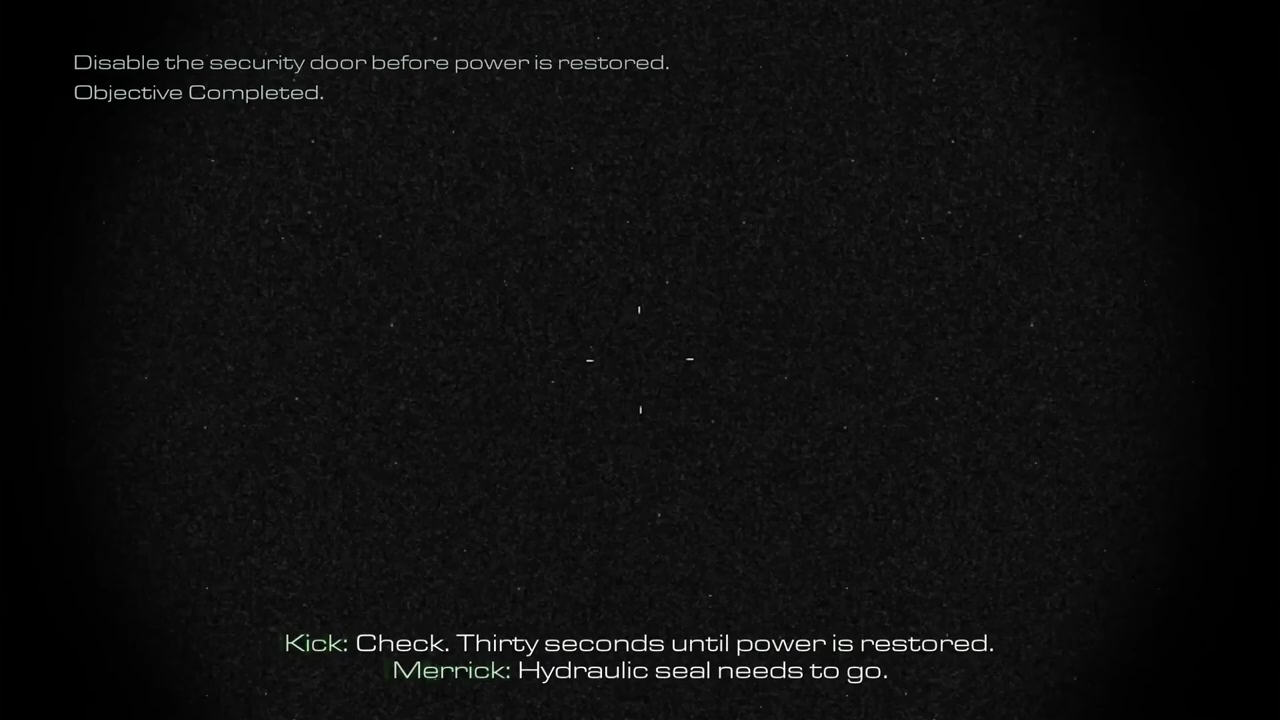 Disable the security door before power is restored.
Objective Completed.
Kick: Check. Thirty seconds until power is restored.
Merrick: Hydraulic seal needs to go.